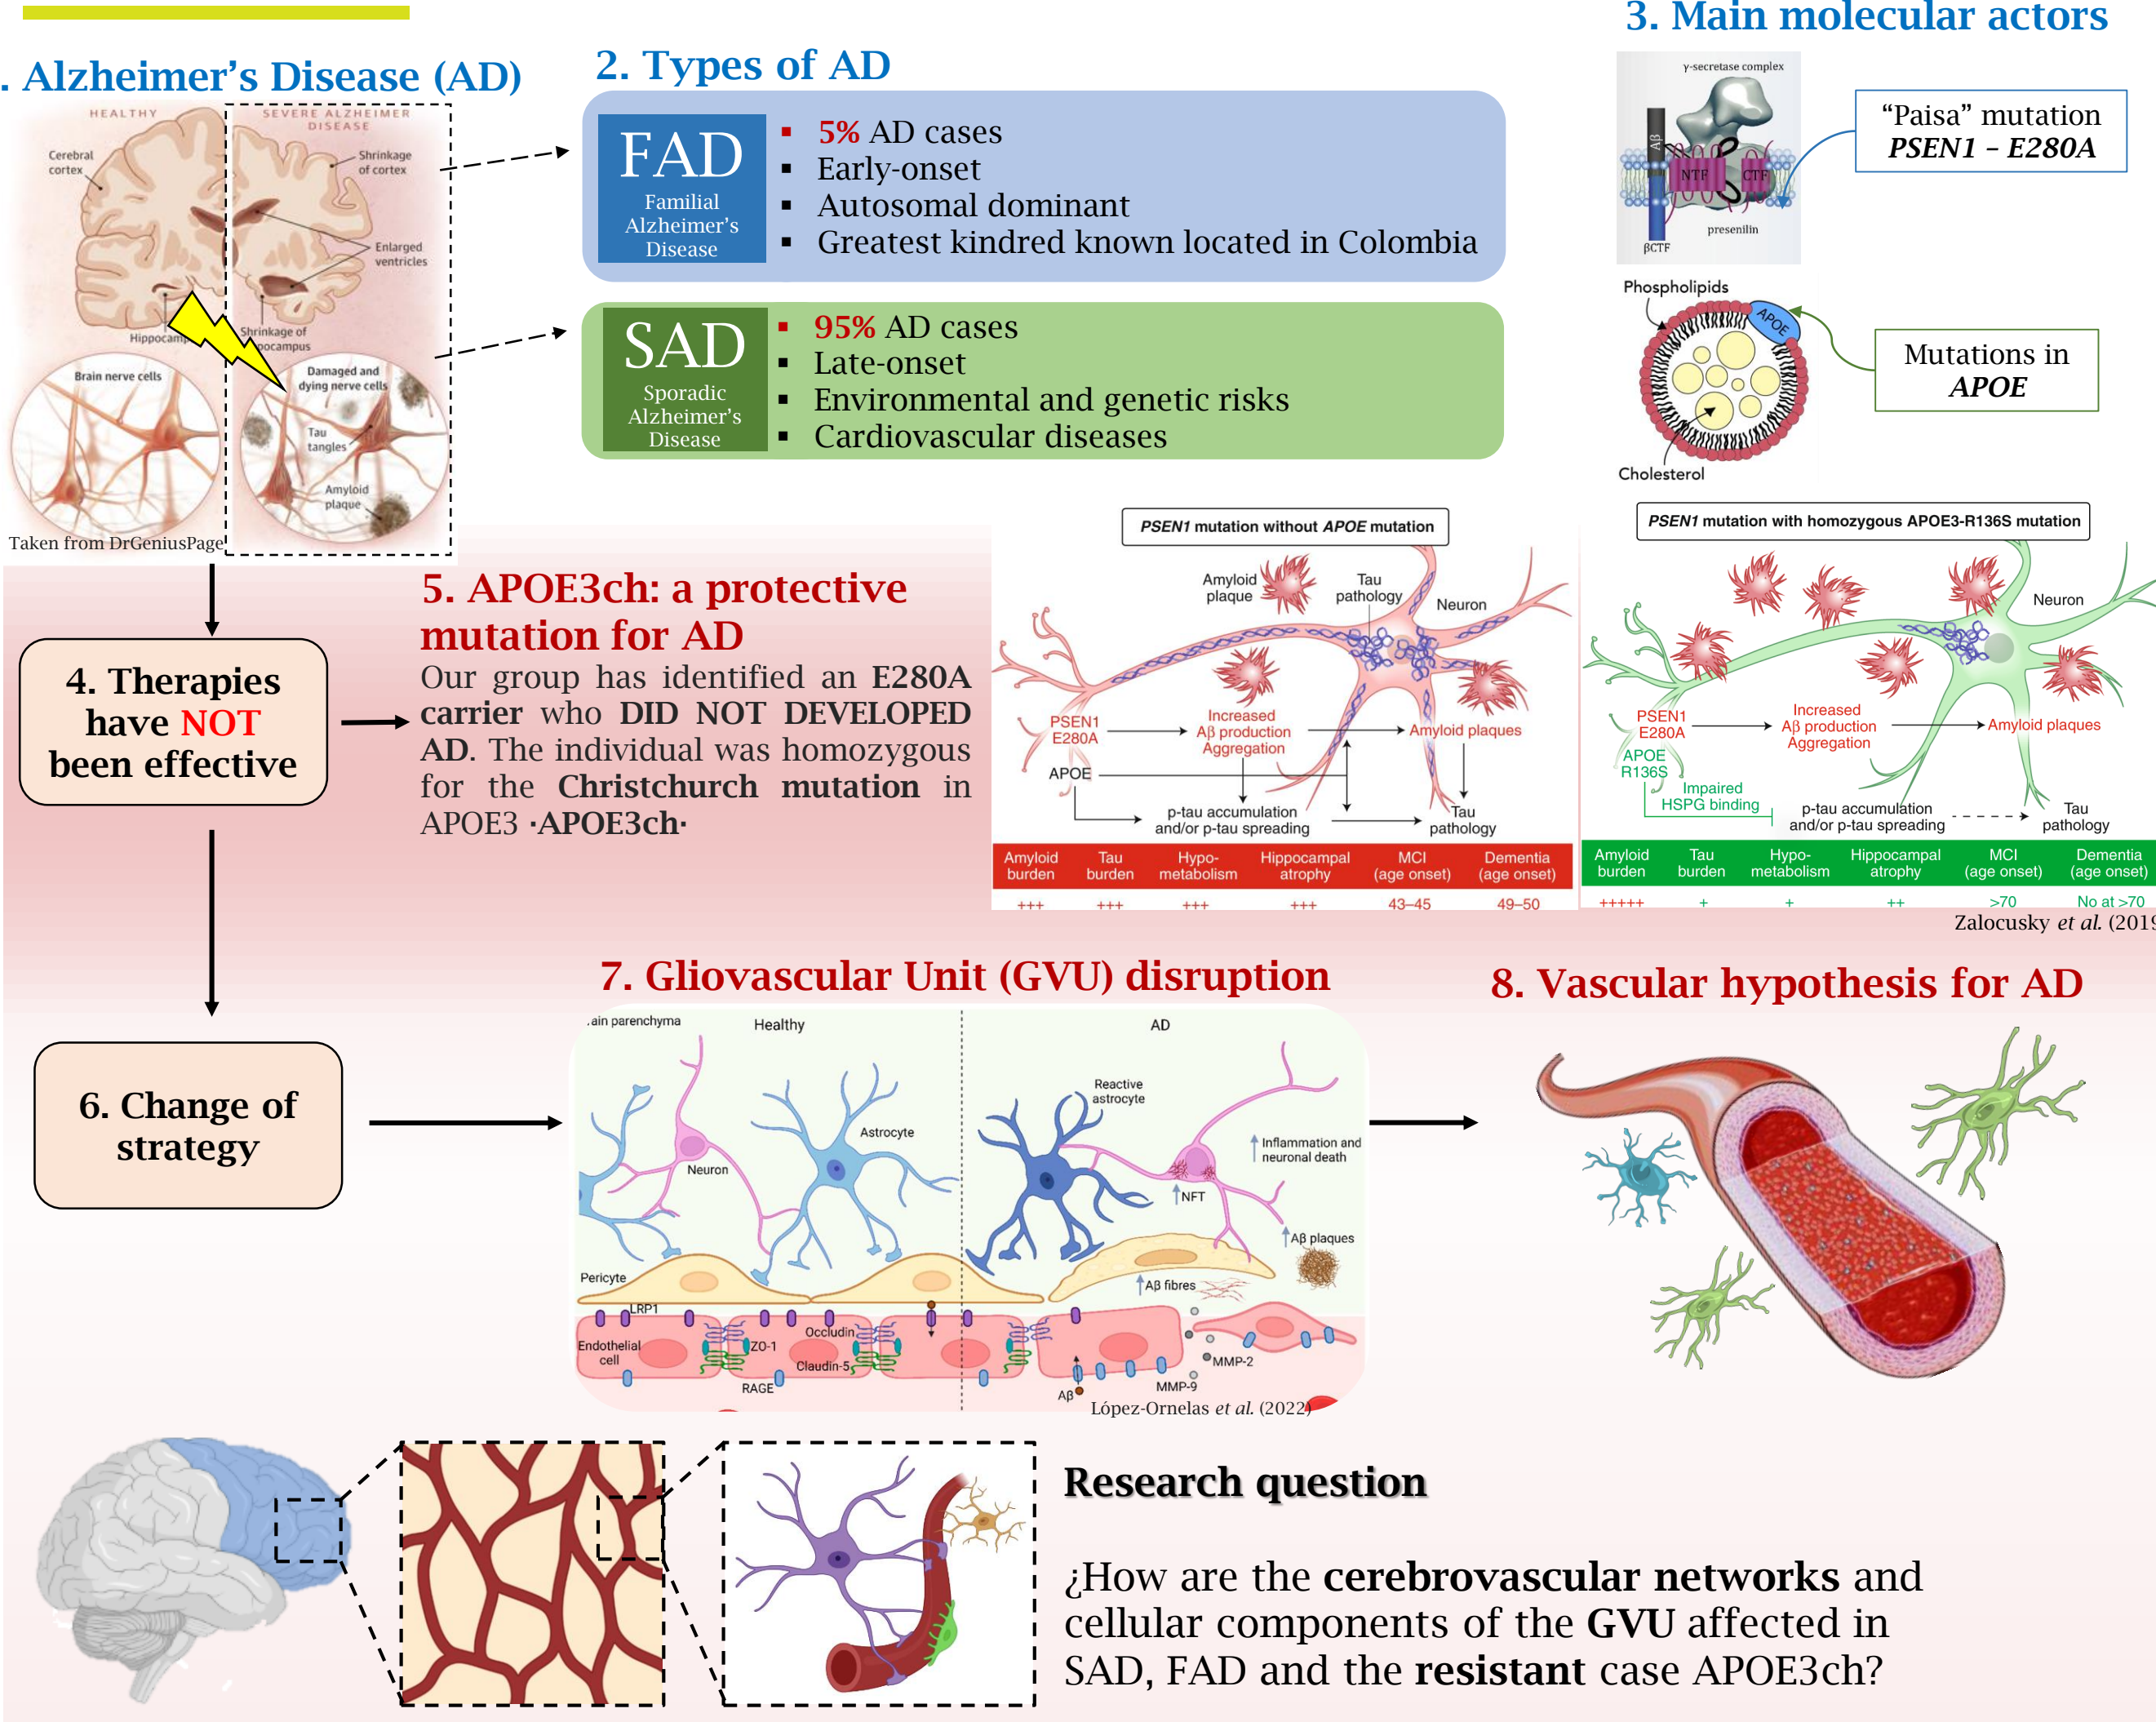 . Alzheimer's Disease (AD)
HEALTHY
SEVERE ALZHEIMER
DISEASE
Cerebral
cortex
Shrinkage
of cortex
Enlarged
ventricles
Shrinkage of
Brain nerve cells
Damaged and
dying nerve cells
Tau
tangles
Amyloid
plaque
Taken from DrGeniusPage
2. Types of AD
FAD
Familial
Alzheimer's
Disease
▪ 5% AD cases
▪ Early-onset
▪ Autosomal dominant
▪ Greatest kindred known located in Colombia
SAD
Sporadic
Alzheimer's
Disease
▪ 95% AD cases
▪ Late-onset
▪ Environmental and genetic risks
▪ Cardiovascular diseases
3. Main molecular actors
γ-secretase complex
Aβ
NTF
CTF
presenilin
βCTF
“Paisa” mutation
PSEN1 – E280A
Phospholipids
APOE
Cholesterol
Mutations in
APOE
4. Therapies
have NOT
been effective
5. APOE3ch: a protective
mutation for AD
Our group has identified an E280A
carrier who DID NOT DEVELOPED
AD. The individual was homozygous
for the Christchurch mutation in
APOE3 ·APOE3ch·
PSEN1 mutation without APOE mutation
Amyloid
plaque
Tau
pathology
Neuron
PSEN1
E280A
Increased
Aβ production
Aggregation
Amyloid plaques
APOE
p-tau accumulation
and/or p-tau spreading
Tau
pathology
Amyloid burden Tau burden Hypo-metabolism Hippocampal atrophy MCI (age onset) Dementia (age onset)
+++ +++ +++ +++ 43–45 49–50
PSEN1 mutation with homozygous APOE3-R136S mutation
Neuron
PSEN1
E280A
Increased
Aβ production
Aggregation
Amyloid plaques
APOE
R136S
Impaired
HSPG binding
p-tau accumulation
and/or p-tau spreading
Tau
pathology
Amyloid burden Tau burden Hypo-metabolism Hippocampal atrophy MCI (age onset) Dementia (age onset)
+++++ + + ++ >70 No at >70
Zalocusky et al. (2019
6. Change of
strategy
7. Gliovascular Unit (GVU) disruption
ain parenchyma
Healthy
AD
Reactive
astrocyte
Astrocyte
Inflammation and
neuronal death
Neuron
NFT
Aβ plaques
Pericyte
Aβ fibres
LRP1
Occludin
Endothelial
cell
ZO-1
Claudin-5
MMP-2
RAGE
MMP-9
Aβ
López-Ornelas et al. (2022)
8. Vascular hypothesis for AD
Research question
¿How are the cerebrovascular networks and
cellular components of the GVU affected in
SAD, FAD and the resistant case APOE3ch?